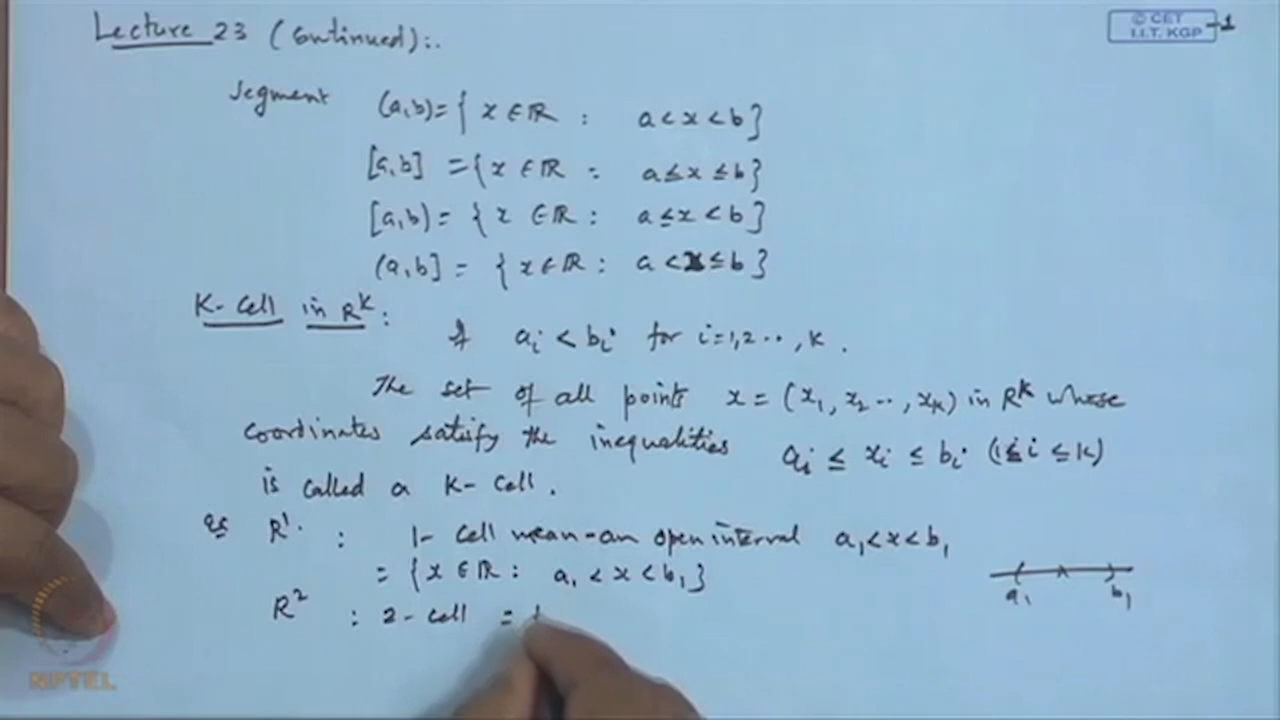 Lecture 23 (Continued):.
© CET
I.I.T. KGP
-1
Segment (a,b) = { x ∈ ℝ : a < x < b }
[a,b] = { x ∈ ℝ : a ≤ x ≤ b }
[a,b) = { x ∈ ℝ : a ≤ x < b }
(a,b] = { x ∈ ℝ : a < x ≤ b }
K-Cell in R^k :
If a_i < b_i for i=1,2..,k.
The set of all points x = (x_1, x_2 .., x_k) in R^k whose
coordinates satisfy the inequalities a_i ≤ x_i ≤ b_i (1 ≤ i ≤ k)
is called a K-Cell.
eg R^1. : 1-Cell mean-an open interval a_1 < x < b_1
= { x ∈ ℝ : a_1 < x < b_1 }
a_1 b_1
R^2 : 2-Cell = {
NPTEL